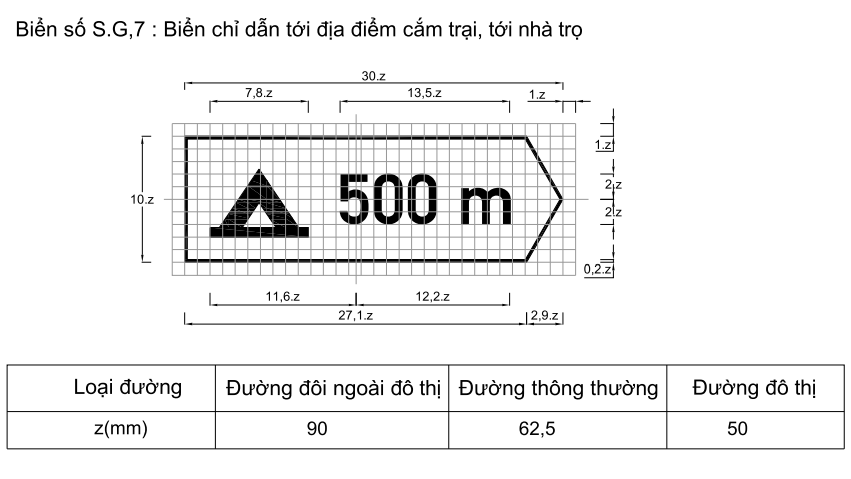 Biển số S.G,7 : Biển chỉ dẫn tới địa điểm cắm trại, tới nhà trọ
30.z
7,8.z 13,5.z 1.z
1.z
2.z
10.z
500 m
2.z
0,2.z
11,6.z 12,2.z
27,1.z 2,9.z
Loại đường Đường đôi ngoài đô thị Đường thông thường Đường đô thị
z(mm) 90 62,5 50